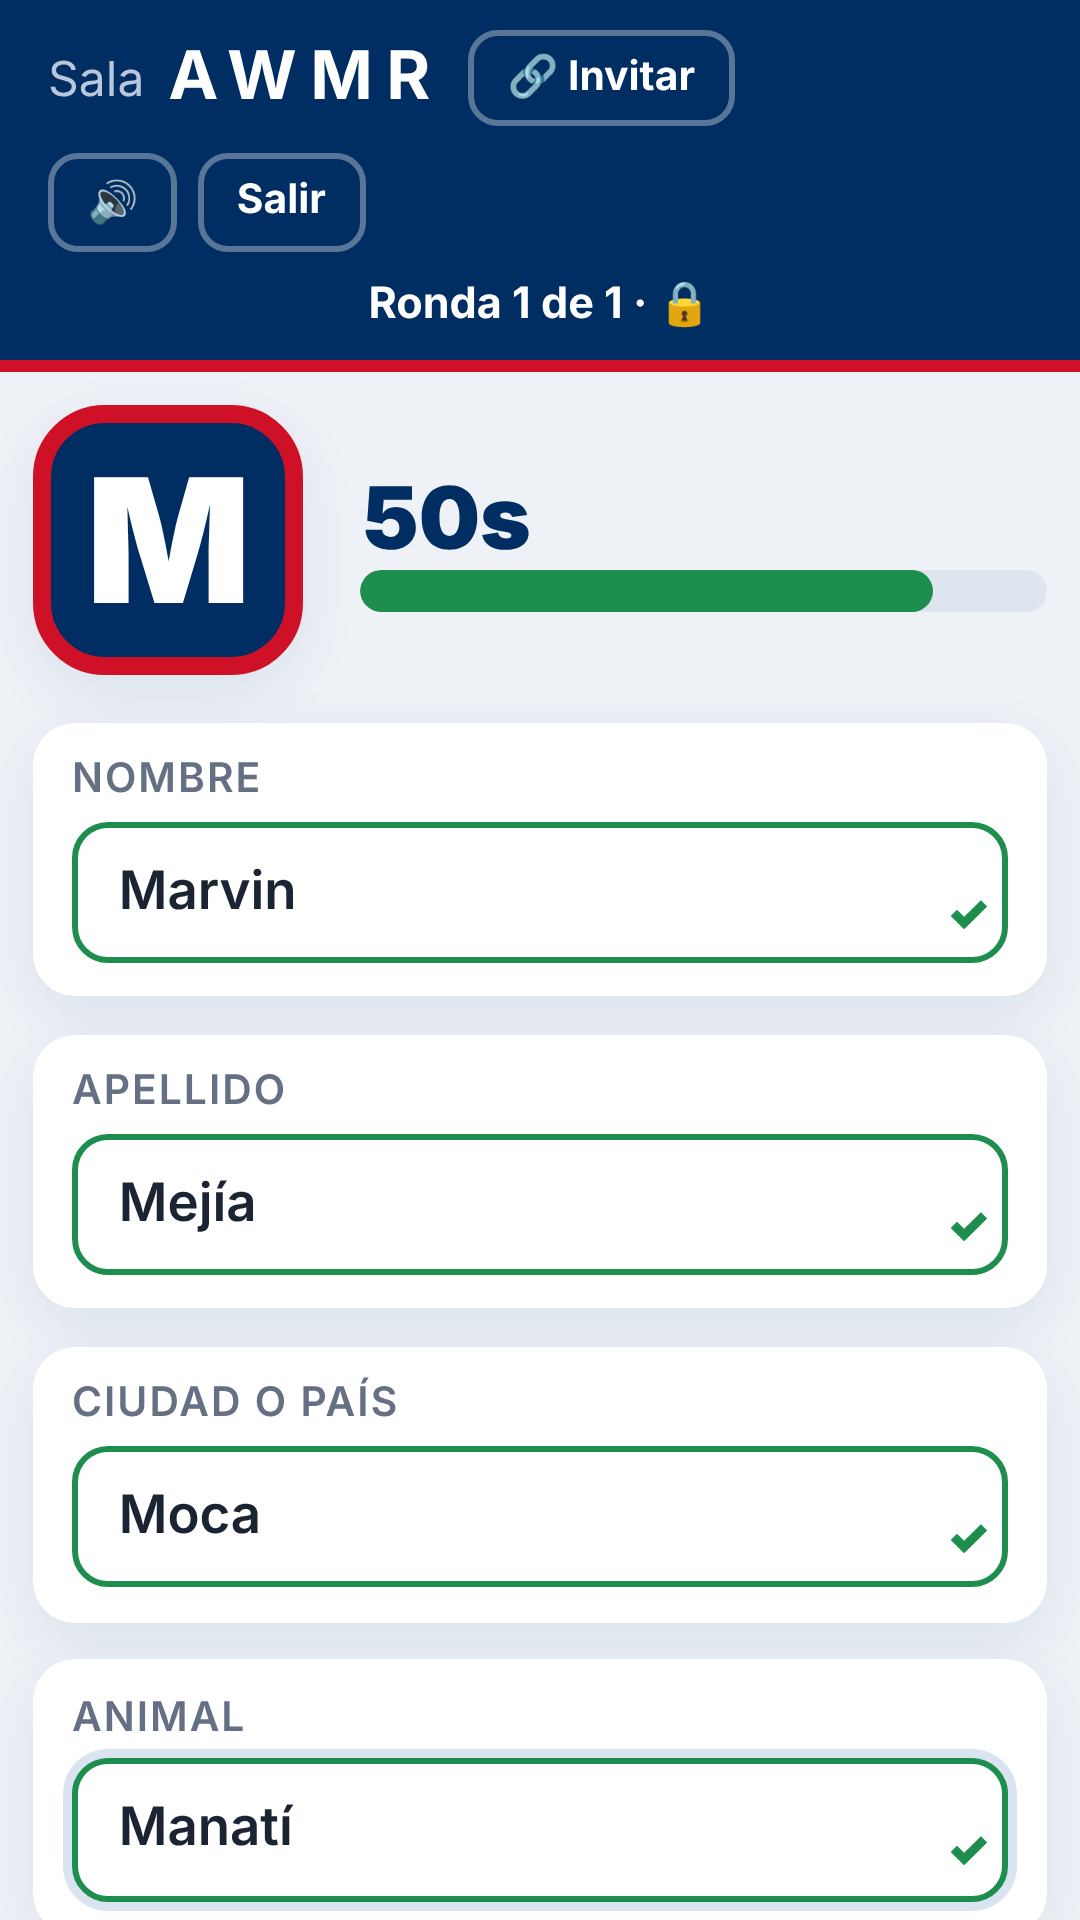 Sala AWMR 🔗 Invitar
🔊 Salir
Ronda 1 de 1 · 🔒
M
50s
NOMBRE
Marvin ✓
APELLIDO
Mejía ✓
CIUDAD O PAÍS
Moca ✓
ANIMAL
Manatí ✓